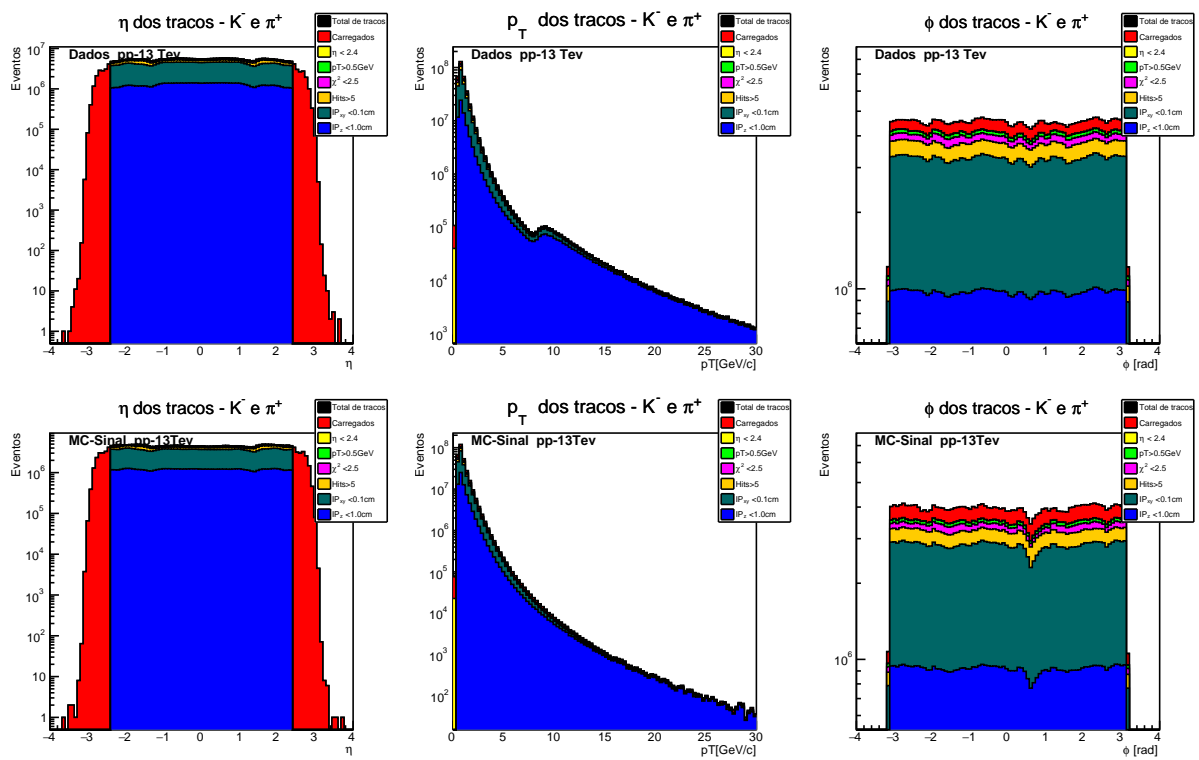 η dos tracos - K⁻ e π⁺
Dados pp-13 Tev
Eventos
10⁷
10⁶
10⁵
10⁴
10³
10²
10
1
−4 −3 −2 −1 0 1 2 3 4
η
Total de tracos
Carregados
η < 2.4
pT>0.5GeV
χ² <2.5
Hits>5
IPxy <0.1cm
IPz <1.0cm
pT dos tracos - K⁻ e π⁺
Dados pp-13 Tev
Eventos
10⁸
10⁷
10⁶
10⁵
10⁴
10³
0 5 10 15 20 25 30
pT[GeV/c]
Total de tracos
Carregados
η < 2.4
pT>0.5GeV
χ² <2.5
Hits>5
IPxy <0.1cm
IPz <1.0cm
ϕ dos tracos - K⁻ e π⁺
Dados pp-13 Tev
Eventos
10⁶
−4 −3 −2 −1 0 1 2 3 4
ϕ [rad]
Total de tracos
Carregados
η < 2.4
pT>0.5GeV
χ² <2.5
Hits>5
IPxy <0.1cm
IPz <1.0cm
η dos tracos - K⁻ e π⁺
MC-Sinal pp-13Tev
Eventos
10⁶
10⁵
10⁴
10³
10²
10
1
−4 −3 −2 −1 0 1 2 3 4
η
Total de tracos
Carregados
η < 2.4
pT>0.5GeV
χ² <2.5
Hits>5
IPxy <0.1cm
IPz <1.0cm
pT dos tracos - K⁻ e π⁺
MC-Sinal pp-13Tev
Eventos
10⁸
10⁷
10⁶
10⁵
10⁴
10³
10²
0 5 10 15 20 25 30
pT[GeV/c]
Total de tracos
Carregados
η < 2.4
pT>0.5GeV
χ² <2.5
Hits>5
IPxy <0.1cm
IPz <1.0cm
ϕ dos tracos - K⁻ e π⁺
MC-Sinal pp-13Tev
Eventos
10⁶
−4 −3 −2 −1 0 1 2 3 4
ϕ [rad]
Total de tracos
Carregados
η < 2.4
pT>0.5GeV
χ² <2.5
Hits>5
IPxy <0.1cm
IPz <1.0cm